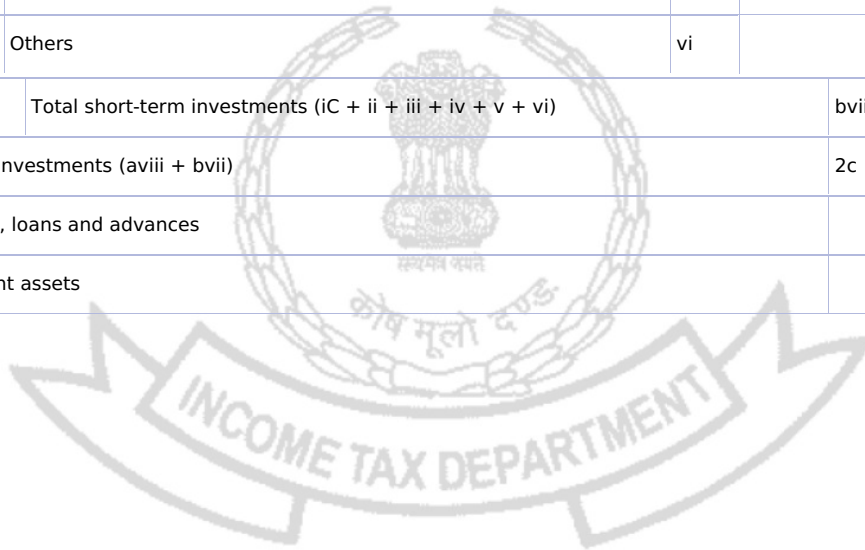 Others vi
Total short-term investments (iC + ii + iii + iv + v + vi) bvii
nvestments (aviii + bvii) 2c
, loans and advances
nt assets
सत्यमेव जयते
कोष मूलो दण्ड:
INCOME TAX DEPARTMENT